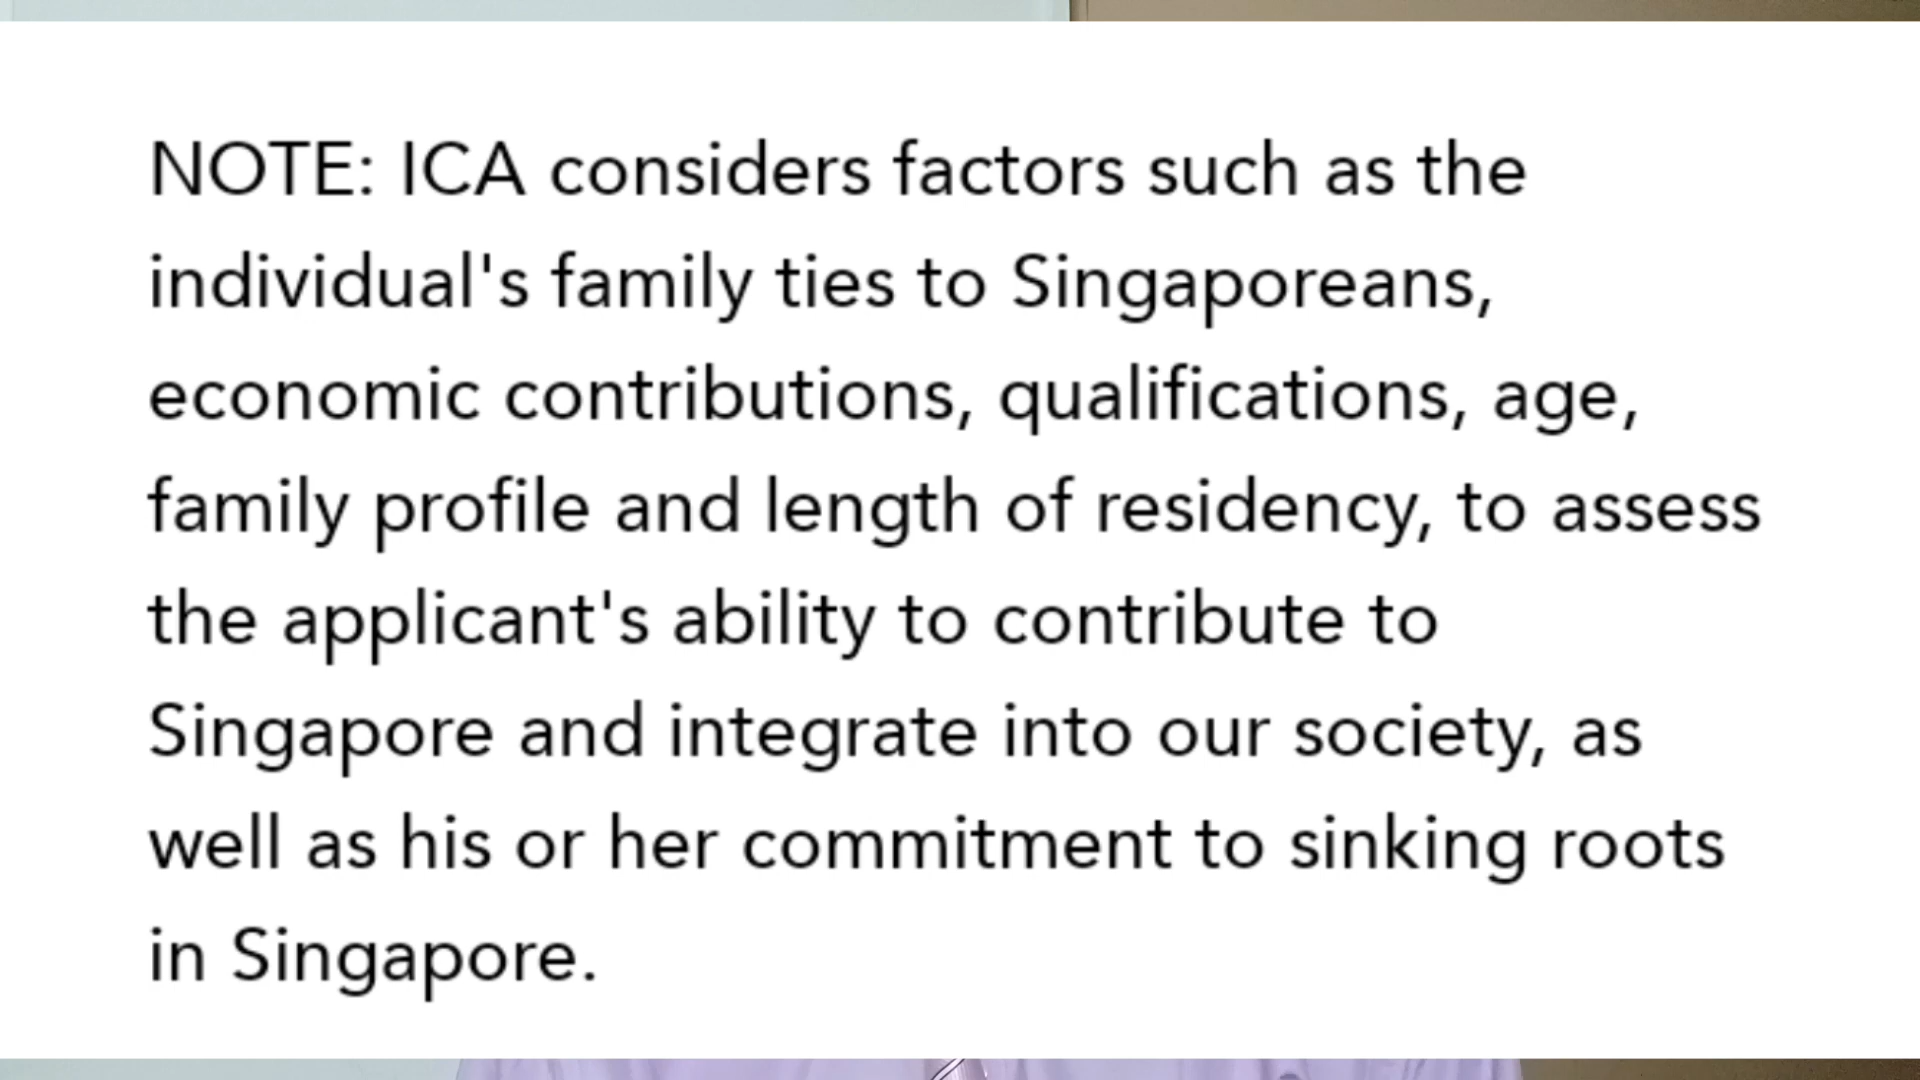 NOTE: ICA considers factors such as the
individual's family ties to Singaporeans,
economic contributions, qualifications, age,
family profile and length of residency, to assess
the applicant's ability to contribute to
Singapore and integrate into our society, as
well as his or her commitment to sinking roots
in Singapore.